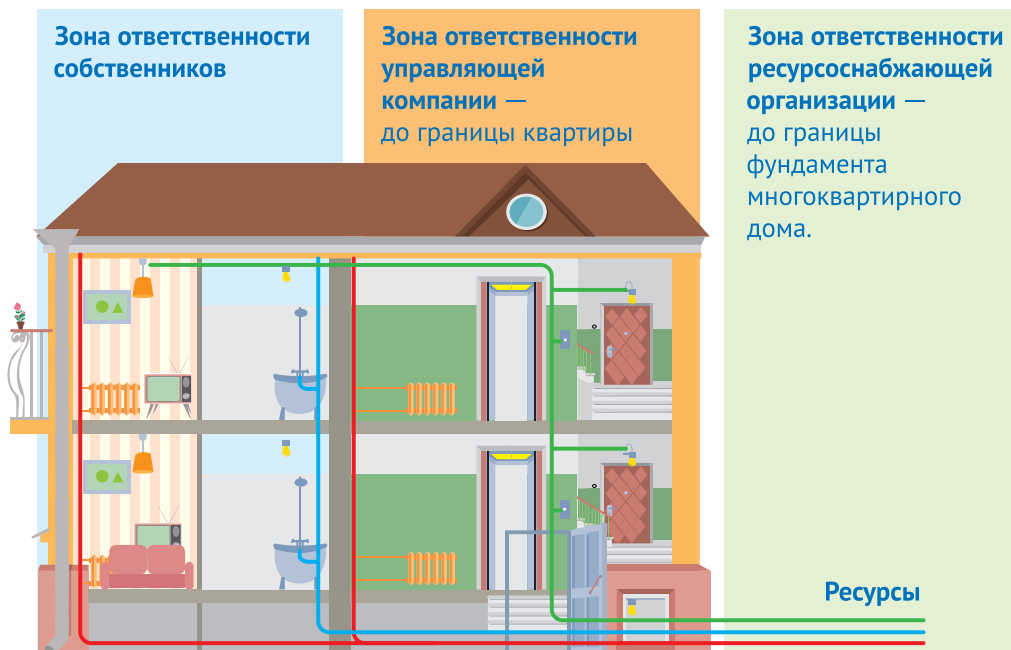 Зона ответственности
собственников
Зона ответственности
управляющей
компании —
до границы квартиры
Зона ответственности
ресурсоснабжающей
организации —
до границы
фундамента
многоквартирного
дома.
Ресурсы